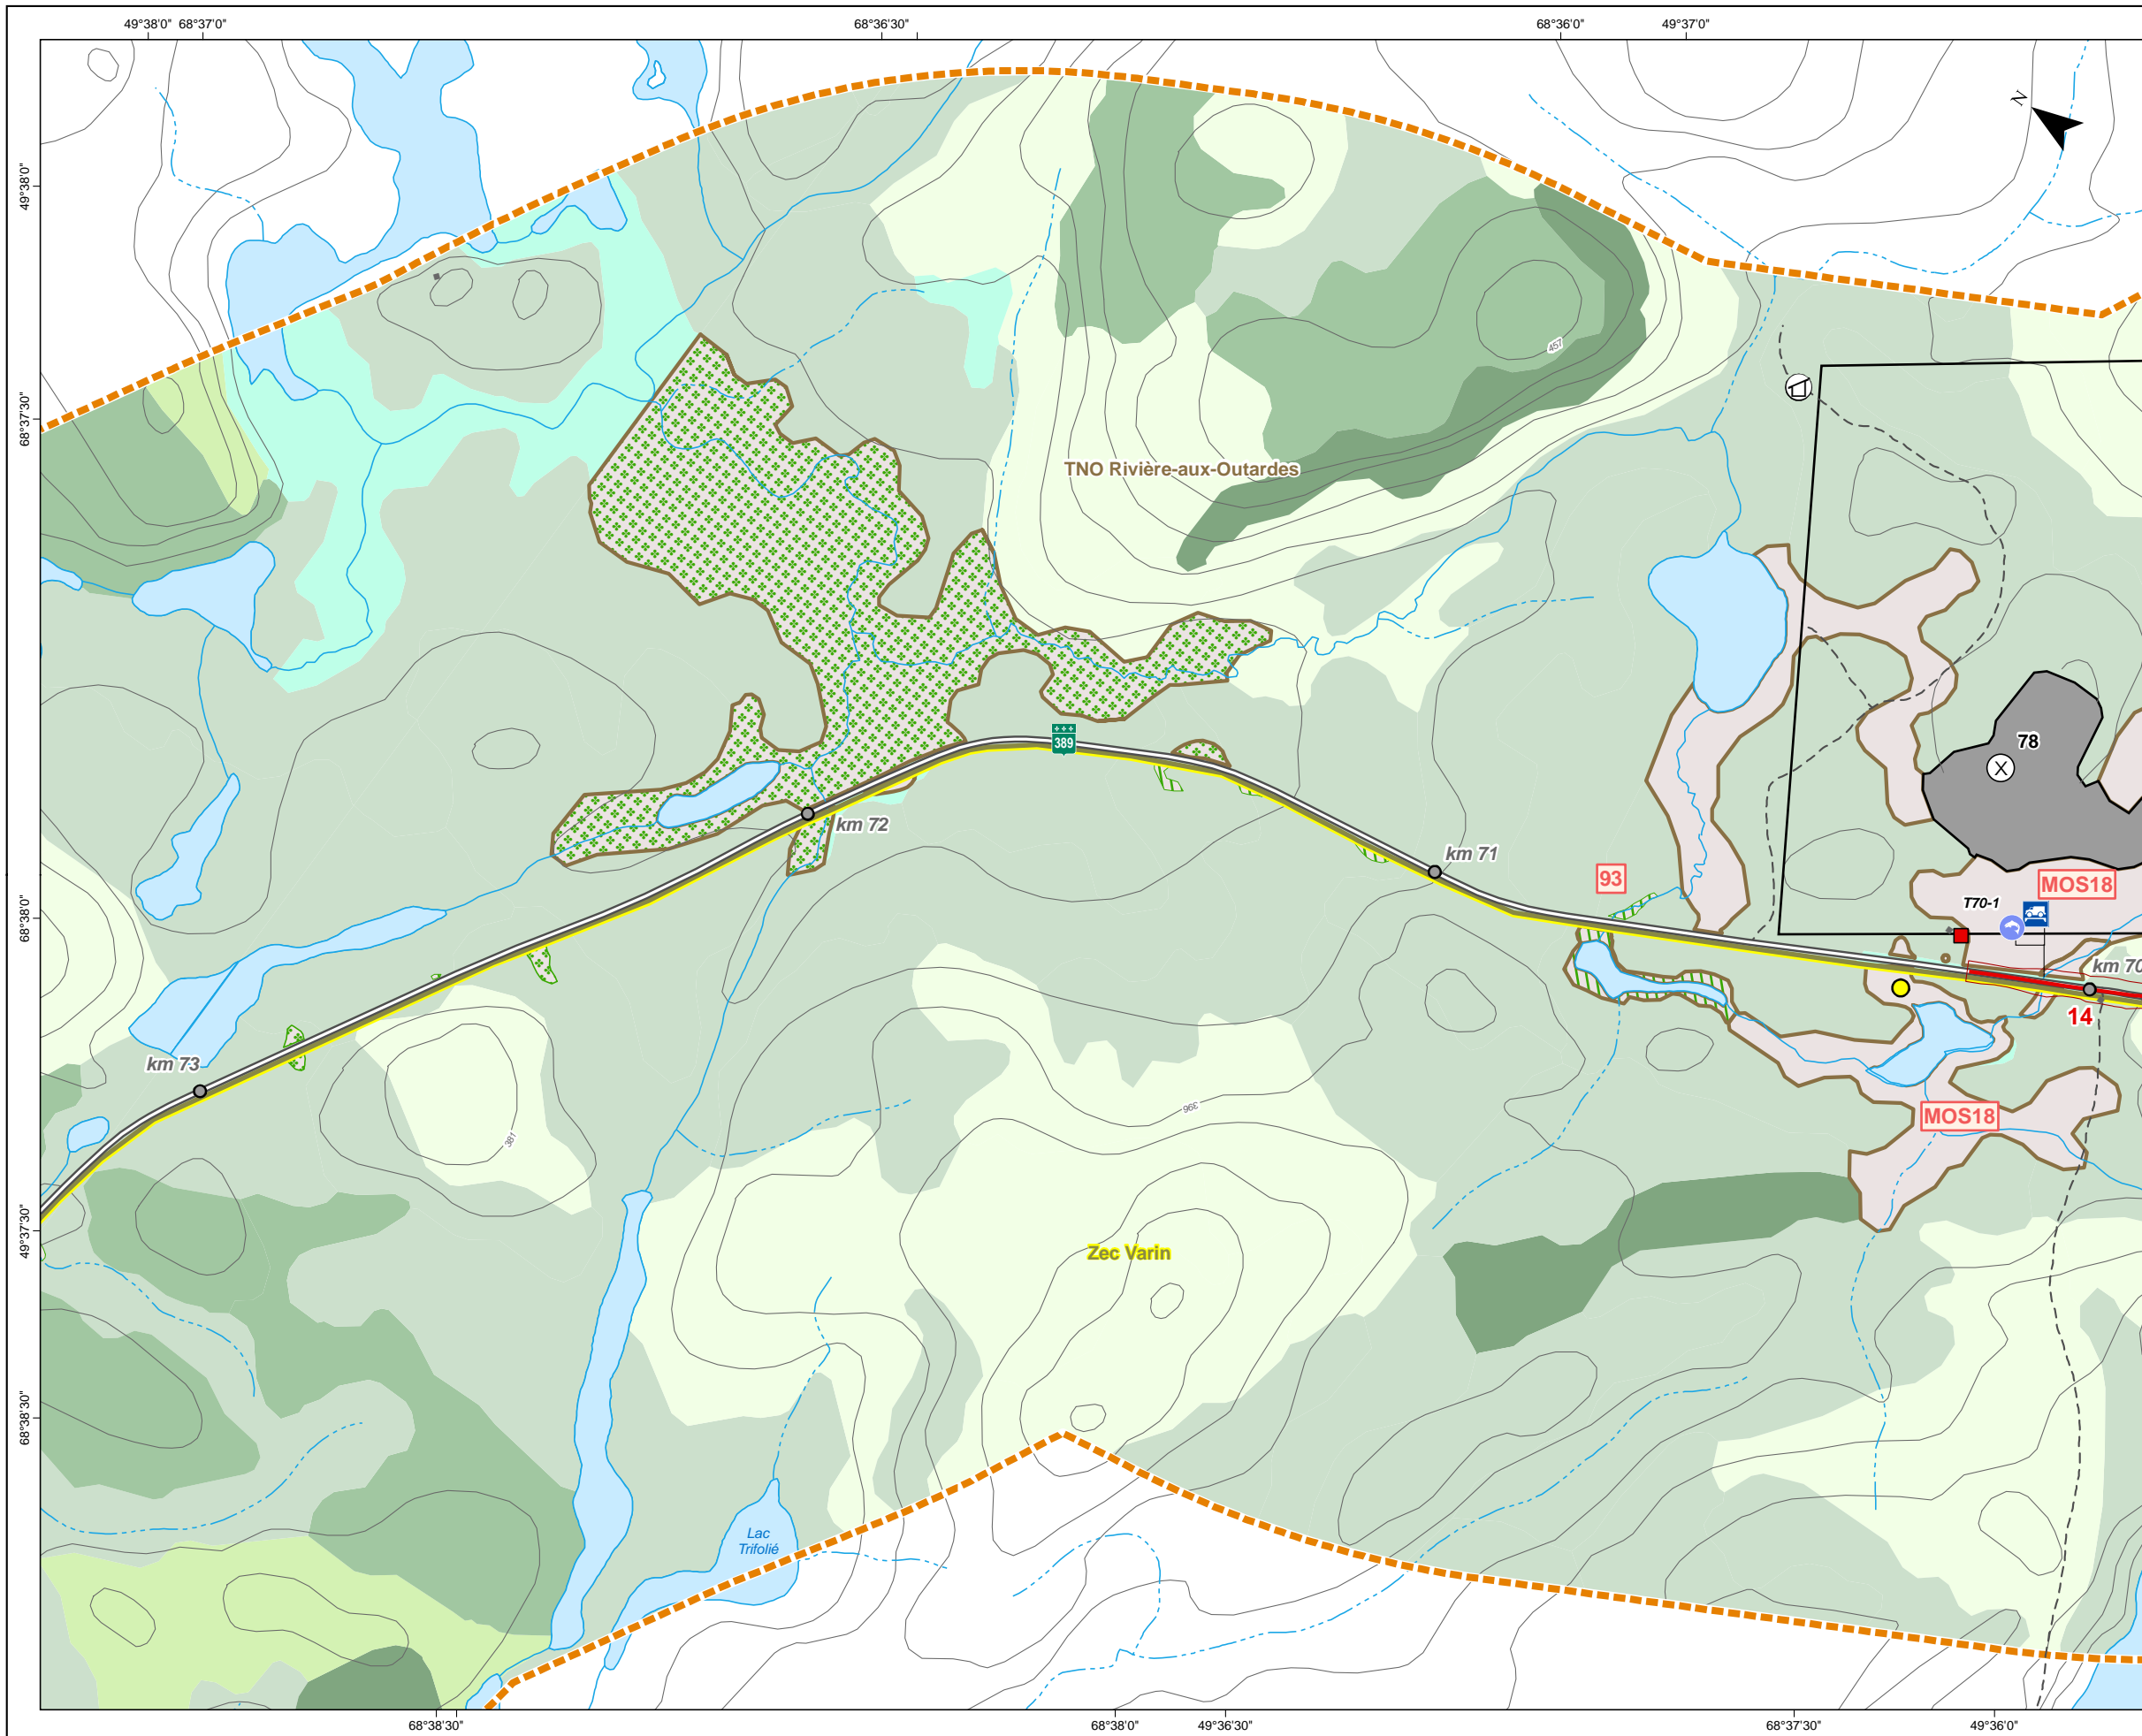 49°38'0" 68°37'0"
68°36'30"
68°36'0"
49°37'0"
N
49°38'0"
68°37'30"
68°38'0"
49°37'30"
68°38'30"
457
TNO Rivière-aux-Outardes
389
78
X
km 72
km 71
93
MOS18
T70-1
km 70
14
km 73
MOS18
396
381
Zec Varin
Lac
Trifolié
68°38'30"
68°38'0"
49°36'30"
68°37'30"
49°36'0"